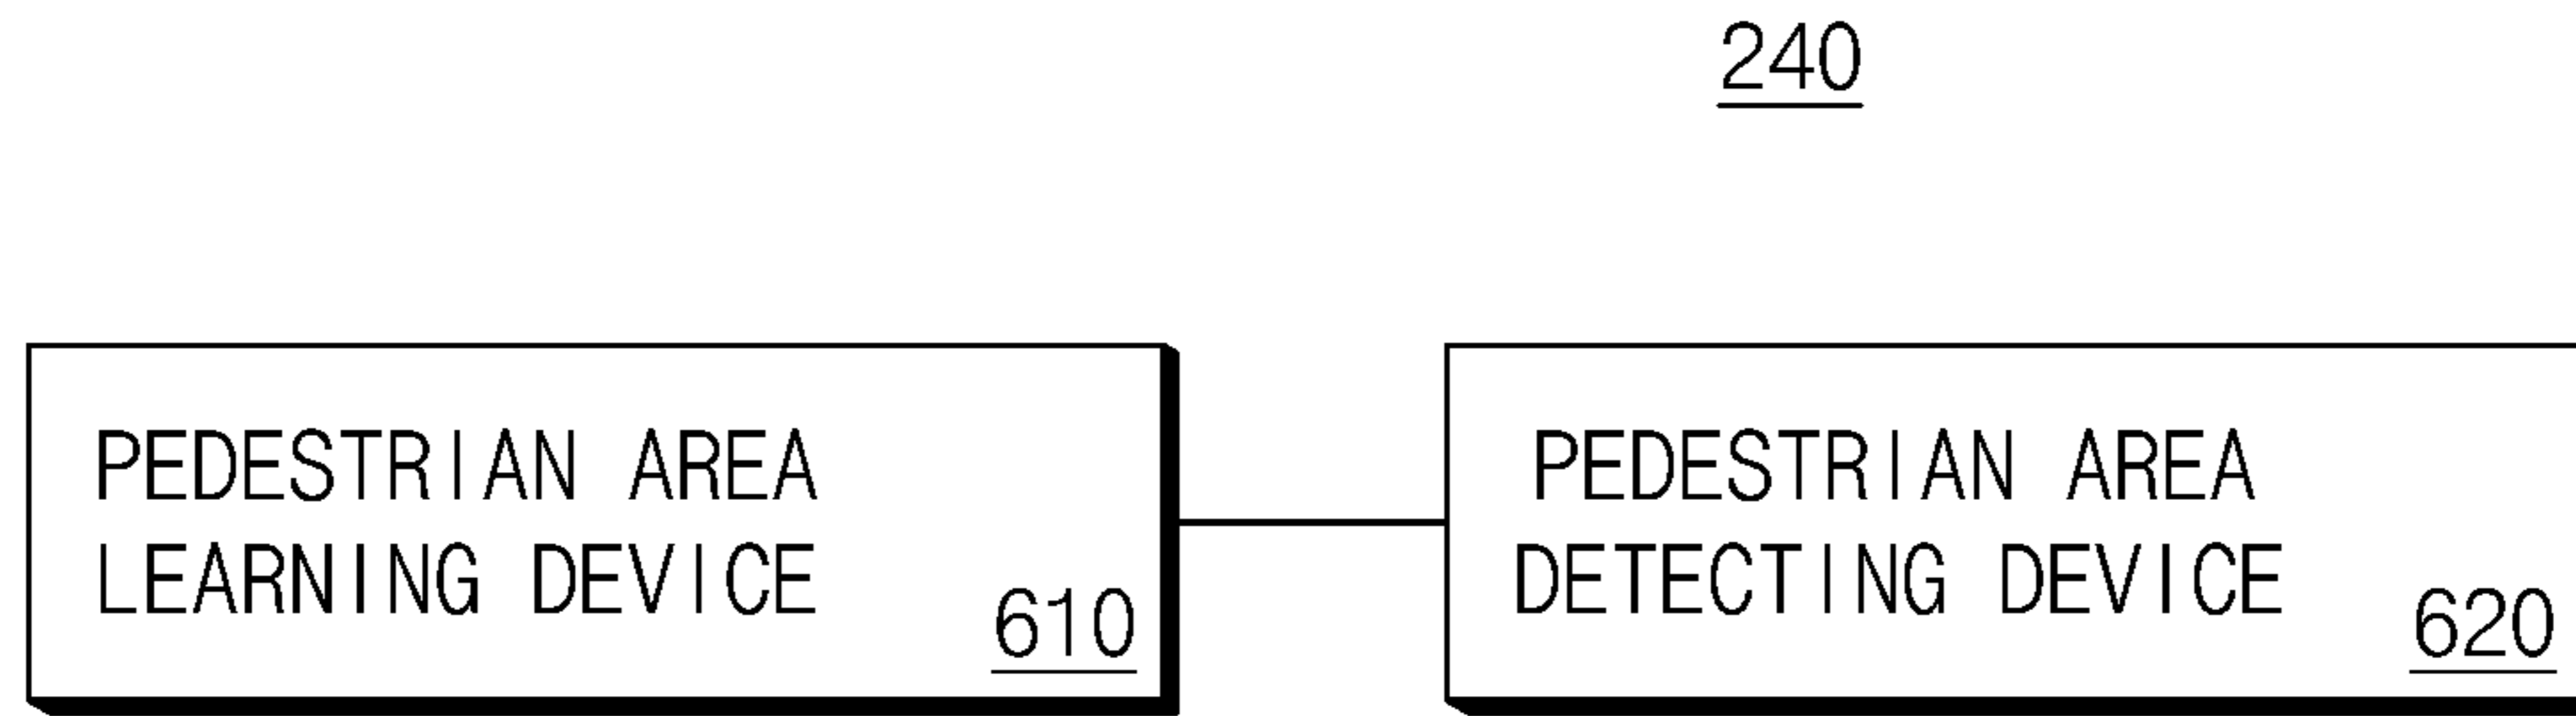 240
PEDESTRIAN AREA
LEARNING DEVICE
610
PEDESTRIAN AREA
DETECTING DEVICE
620